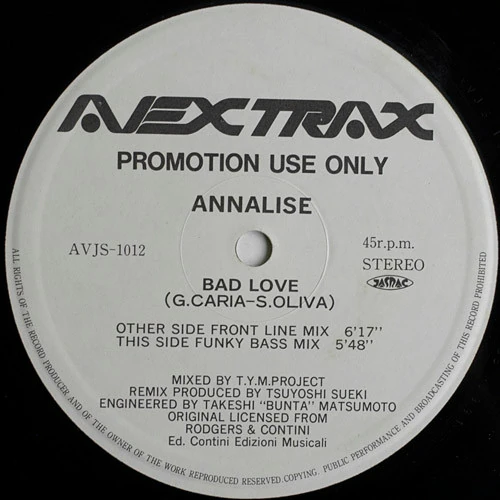 AVEX TRAX
PROMOTION USE ONLY
ANNALISE
AVJS-1012
45r.p.m.
STEREO
JASRAC
BAD LOVE
(G.CARIA-S.OLIVA)
OTHER SIDE FRONT LINE MIX 6'17''
THIS SIDE FUNKY BASS MIX 5'48''
MIXED BY T.Y.M.PROJECT
REMIX PRODUCED BY TSUYOSHI SUEKI
ENGINEERED BY TAKESHI "BUNTA" MATSUMOTO
ORIGINAL LICENSED FROM
RODGERS & CONTINI
Ed. Contini Edizioni Musicali
ALL RIGHTS OF THE RECORD PRODUCER AND OF THE OWNER OF THE WORK REPRODUCED RESERVED. COPYING, PUBLIC PERFORMANCE AND BROADCASTING OF THIS RECORD PROHIBITED